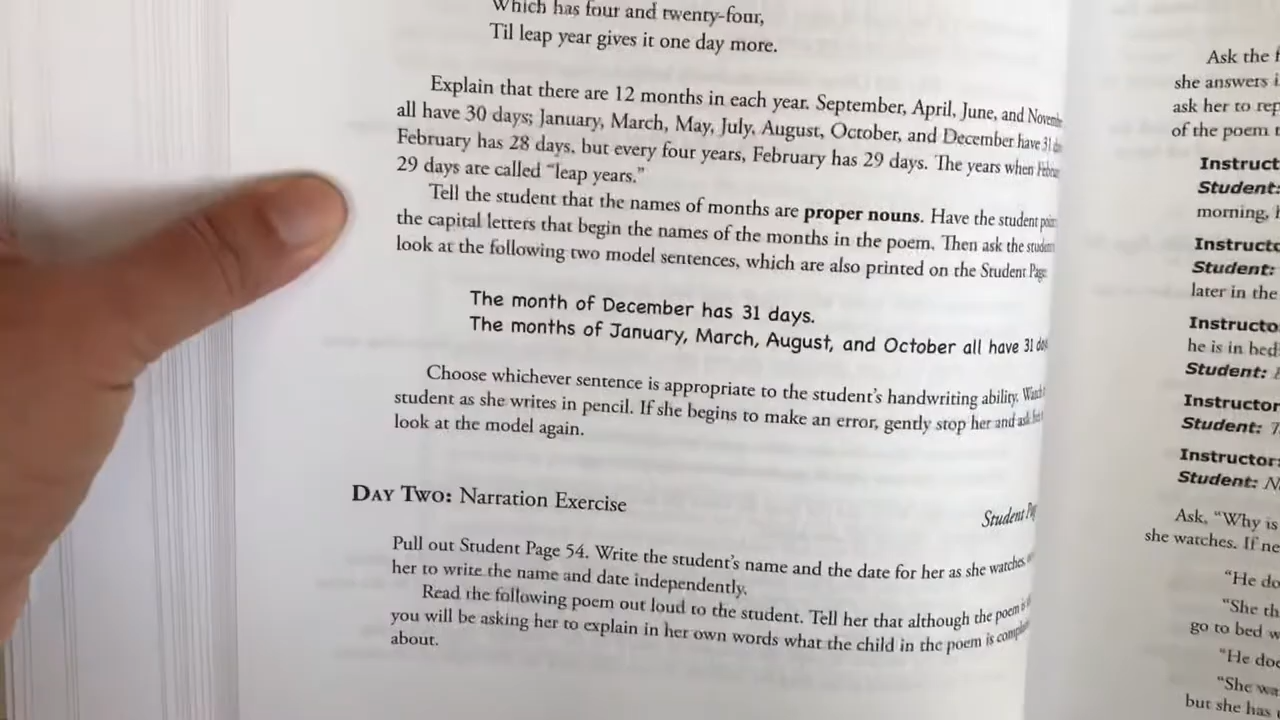 Which has four and twenty-four,
Til leap year gives it one day more.
Explain that there are 12 months in each year. September, April, June, and
all have 30 days; January, March, May, July, August, October, and December have 31
February has 28 days, but every four years, February has 29 days. The years when
29 days are called "leap years."
Tell the student that the names of months are proper nouns. Have the student
the capital letters that begin the names of the months in the poem. Then ask the
look at the following two model sentences, which are also printed on the Student
The month of December has 31 days.
The months of January, March, August, and October all have 31
Choose whichever sentence is appropriate to the student's handwriting ability.
student as she writes in pencil. If she begins to make an error, gently stop her and ask
look at the model again.
DAY TWO: Narration Exercise
Student
Pull out Student Page 54. Write the student's name and the date for her as she watches
her to write the name and date independently.
Read the following poem out loud to the student. Tell her that although the poem is
you will be asking her to explain in her own words what the child in the poem is
about.
Ask the
she answers
ask her to
of the poem
Student:
morning,
Student:
later in the
he is in bed
Student:
Instructor
Student:
Instructor:
Student:
Ask, "Why is
she watches. If
"He
"She
go to bed
"He
"She
but she has